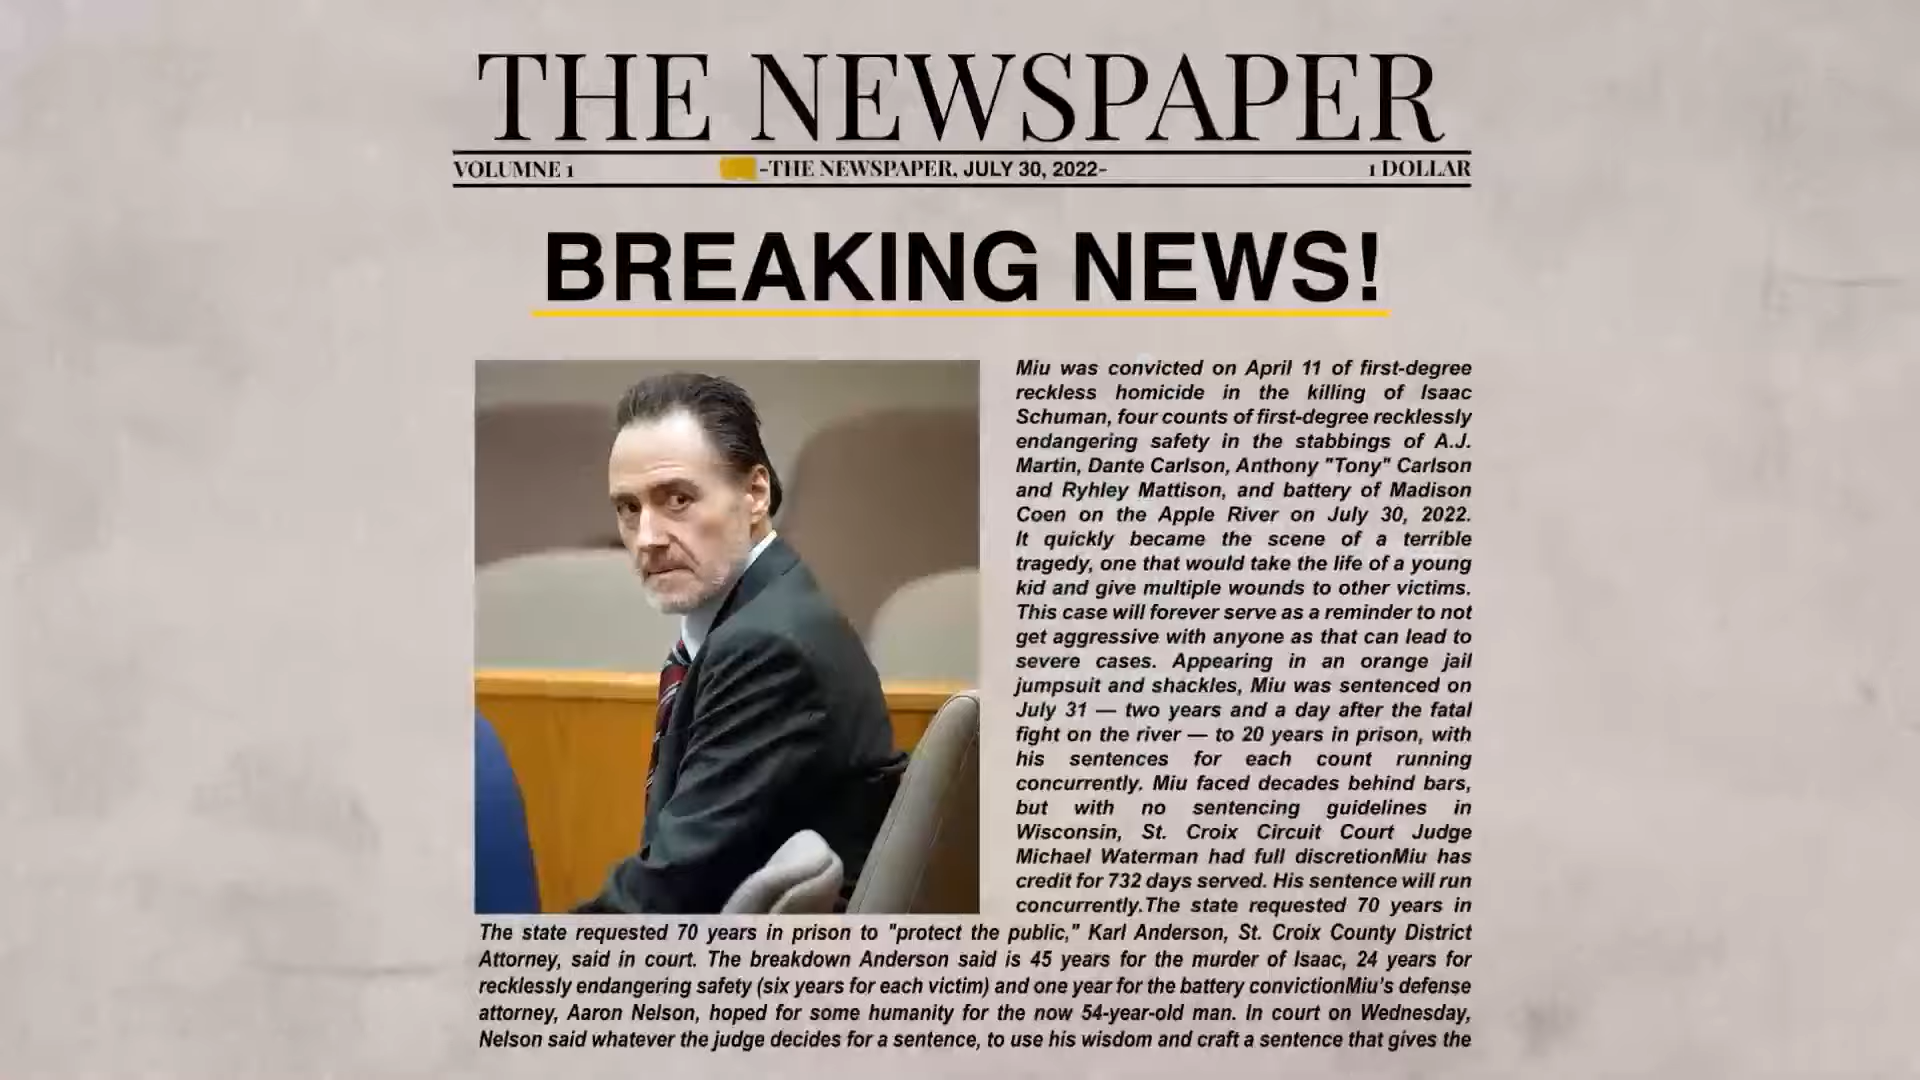 THE NEWSPAPER
VOLUMNE 1
-THE NEWSPAPER, JULY 30, 2022-
1 DOLLAR
BREAKING NEWS!
Miu was convicted on April 11 of first-degree
reckless homicide in the killing of Isaac
Schuman, four counts of first-degree recklessly
endangering safety in the stabbings of A.J.
Martin, Dante Carlson, Anthony "Tony" Carlson
and Ryhley Mattison, and battery of Madison
Coen on the Apple River on July 30, 2022.
It quickly became the scene of a terrible
tragedy, one that would take the life of a young
kid and give multiple wounds to other victims.
This case will forever serve as a reminder to not
get aggressive with anyone as that can lead to
severe cases. Appearing in an orange jail
jumpsuit and shackles, Miu was sentenced on
July 31 — two years and a day after the fatal
fight on the river — to 20 years in prison, with
his sentences for each count running
concurrently. Miu faced decades behind bars,
but with no sentencing guidelines in
Wisconsin, St. Croix Circuit Court Judge
Michael Waterman had full discretionMiu has
credit for 732 days served. His sentence will run
concurrently.The state requested 70 years in
The state requested 70 years in prison to "protect the public," Karl Anderson, St. Croix County District
Attorney, said in court. The breakdown Anderson said is 45 years for the murder of Isaac, 24 years for
recklessly endangering safety (six years for each victim) and one year for the battery convictionMiu's defense
attorney, Aaron Nelson, hoped for some humanity for the now 54-year-old man. In court on Wednesday,
Nelson said whatever the judge decides for a sentence, to use his wisdom and craft a sentence that gives the